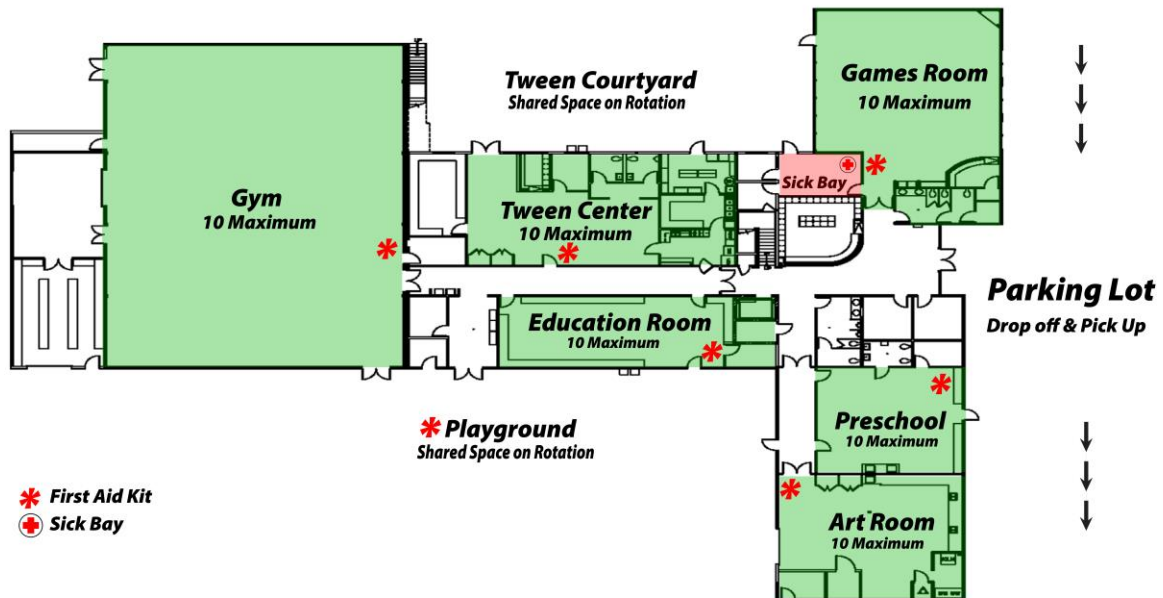 Tween Courtyard
Shared Space on Rotation
Games Room
10 Maximum
Gym
10 Maximum
Tween Center
10 Maximum
Sick Bay
Education Room
10 Maximum
Parking Lot
Drop off & Pick Up
Playground
Shared Space on Rotation
Preschool
10 Maximum
Art Room
10 Maximum
First Aid Kit
Sick Bay